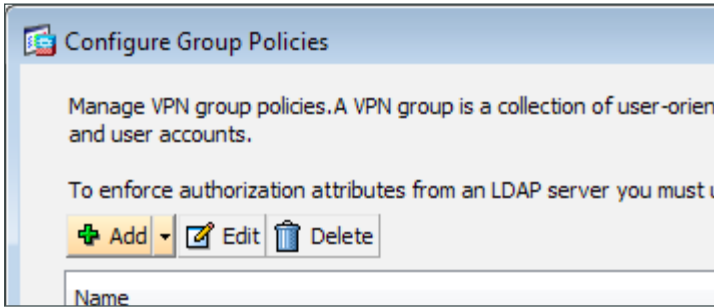 Configure Group Policies
Manage VPN group policies.A VPN group is a collection of user-orien
and user accounts.
To enforce authorization attributes from an LDAP server you must u
Add Edit Delete
Name